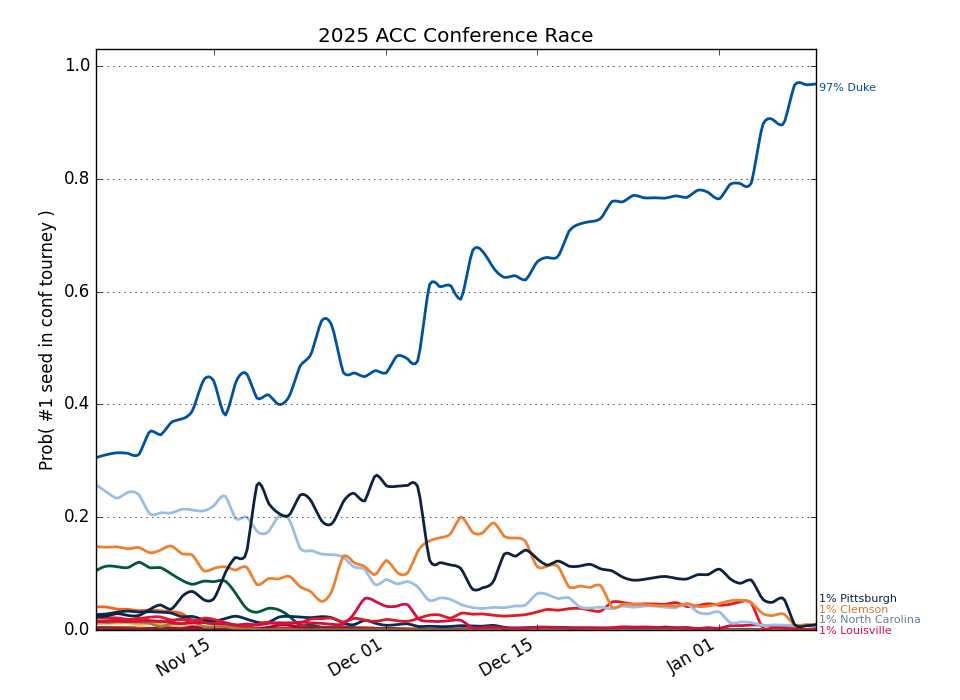 2025 ACC Conference Race
Prob( #1 seed in conf tourney )
1.0
0.8
0.6
0.4
0.2
0.0
Nov 15
Dec 01
Dec 15
Jan 01
97% Duke
1% Pittsburgh
1% Clemson
1% North Carolina
1% Louisville